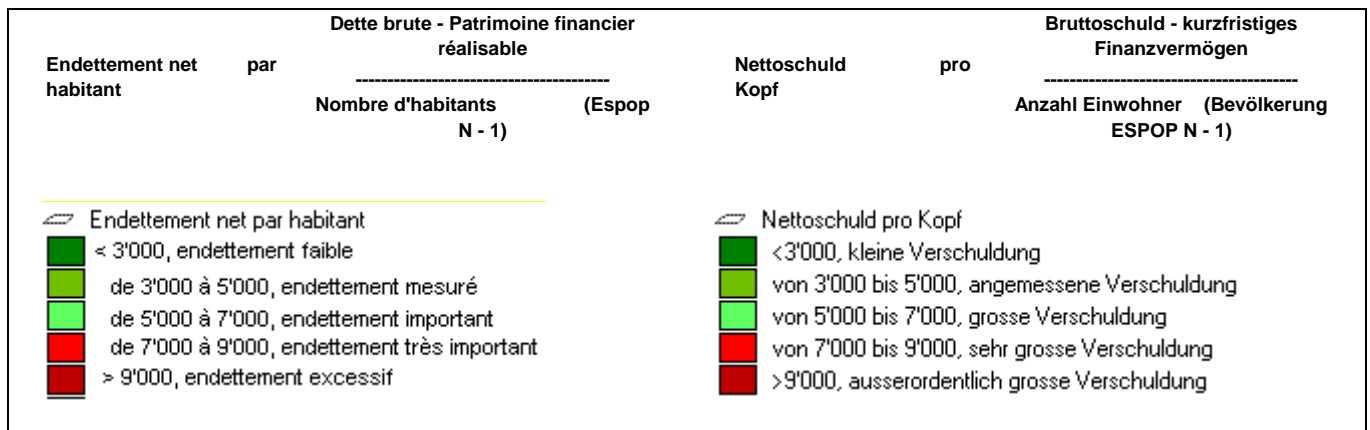 Dette brute - Patrimoine financier
réalisable
Endettement net par
habitant
----------------------------------------
Nombre d'habitants (Espop
N - 1)
Bruttoschuld - kurzfristiges
Finanzvermögen
Nettoschuld pro
Kopf
----------------------------------------
Anzahl Einwohner (Bevölkerung
ESPOP N - 1)
Endettement net par habitant
< 3'000, endettement faible
de 3'000 à 5'000, endettement mesuré
de 5'000 à 7'000, endettement important
de 7'000 à 9'000, endettement très important
> 9'000, endettement excessif
Nettoschuld pro Kopf
<3'000, kleine Verschuldung
von 3'000 bis 5'000, angemessene Verschuldung
von 5'000 bis 7'000, grosse Verschuldung
von 7'000 bis 9'000, sehr grosse Verschuldung
>9'000, ausserordentlich grosse Verschuldung